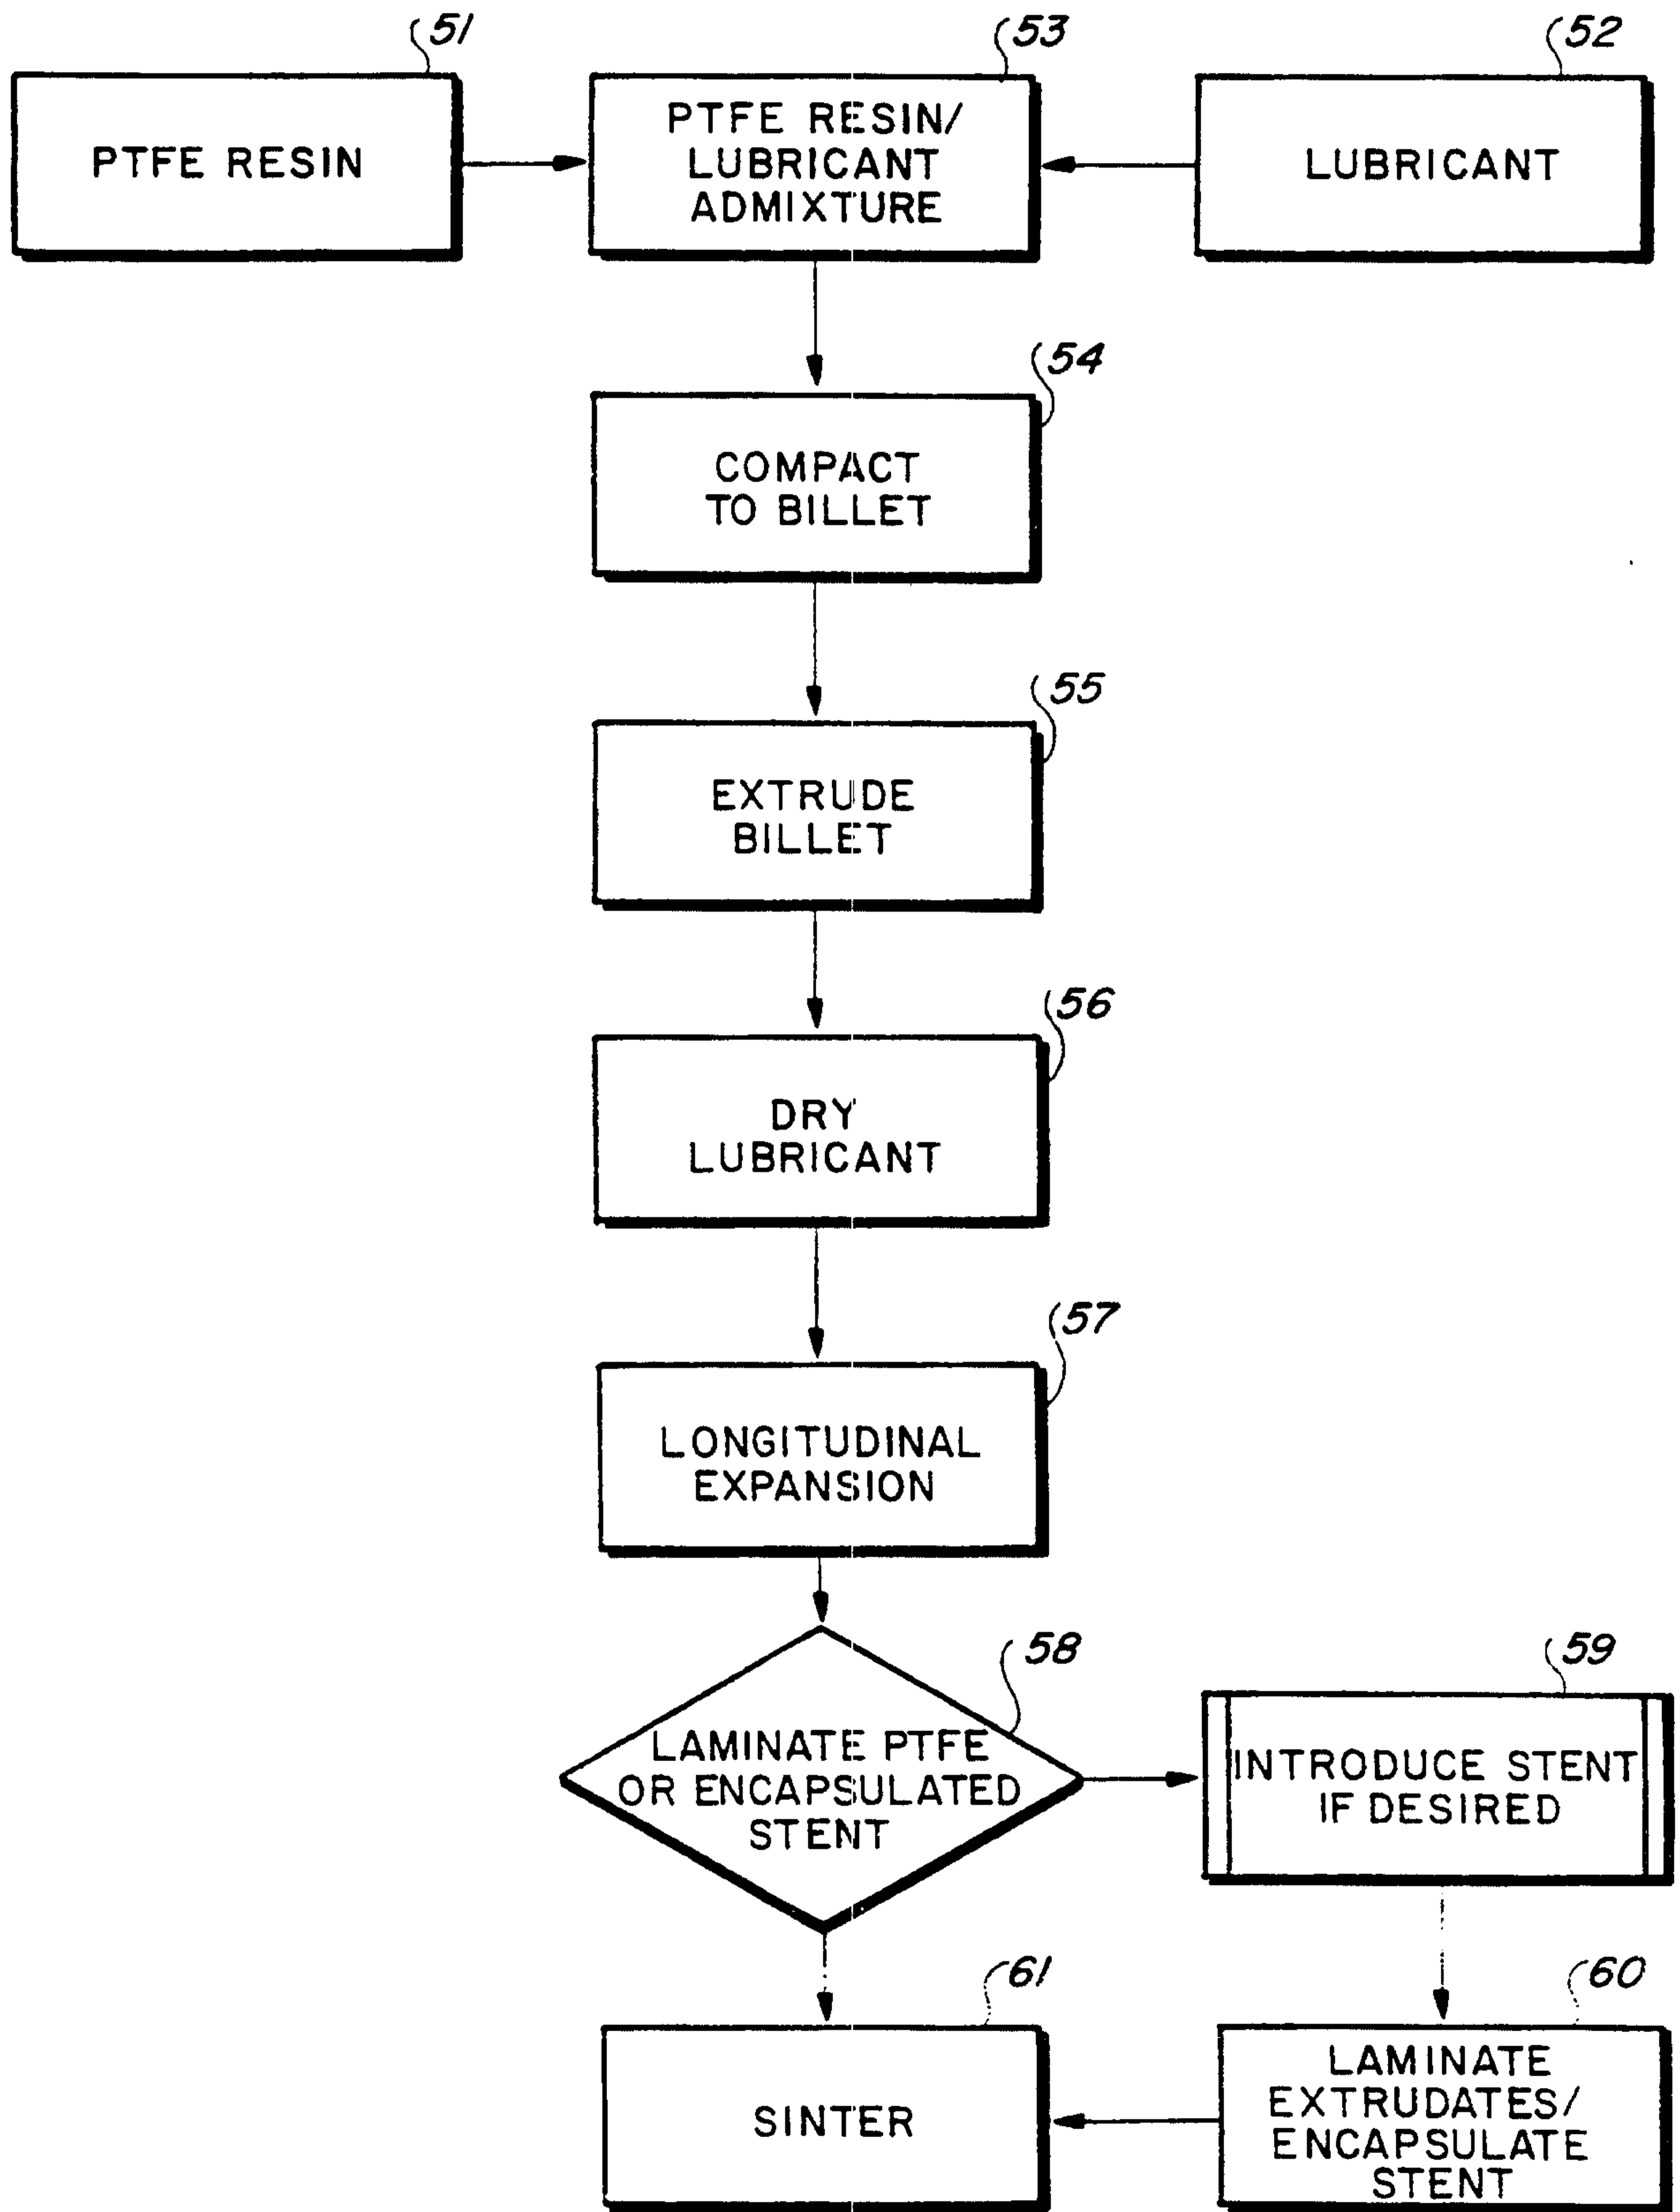 51
53
52
PTFE RESIN
PTFE RESIN/
LUBRICANT
ADMIXTURE
LUBRICANT
54
COMPACT
TO BILLET
55
EXTRUDE
BILLET
56
DRY
LUBRICANT
57
LONGITUDINAL
EXPANSION
58
LAMINATE PTFE
OR ENCAPSULATED
STENT
59
INTRODUCE STENT
IF DESIRED
61
SINTER
60
LAMINATE
EXTRUDATES/
ENCAPSULATE
STENT